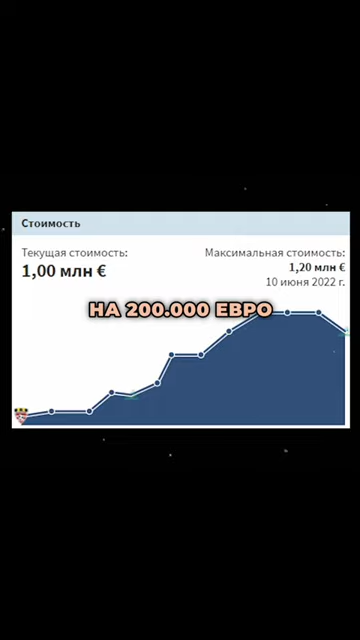 Стоимость
Текущая стоимость:
1,00 млн €
Максимальная стоимость:
1,20 млн €
10 июня 2022 г.
НА 200.000 ЕВРО